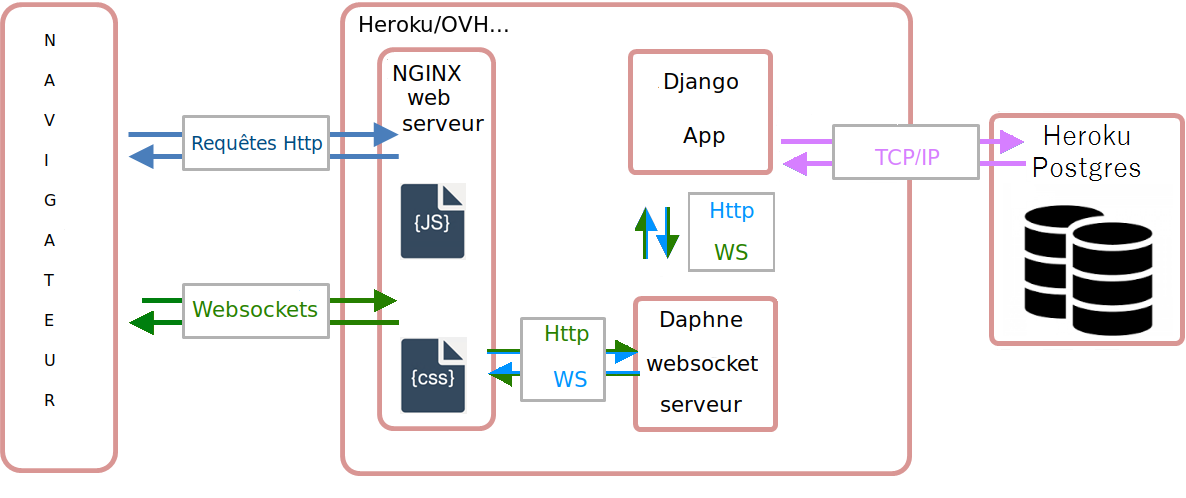 N
A
V
I
G
A
T
E
U
R
Requêtes Http
Websockets
Heroku/OVH...
NGINX
web
serveur
{JS}
{css}
Http
WS
Django
App
Http
WS
Daphne
websocket
serveur
TCP/IP
Heroku
Postgres